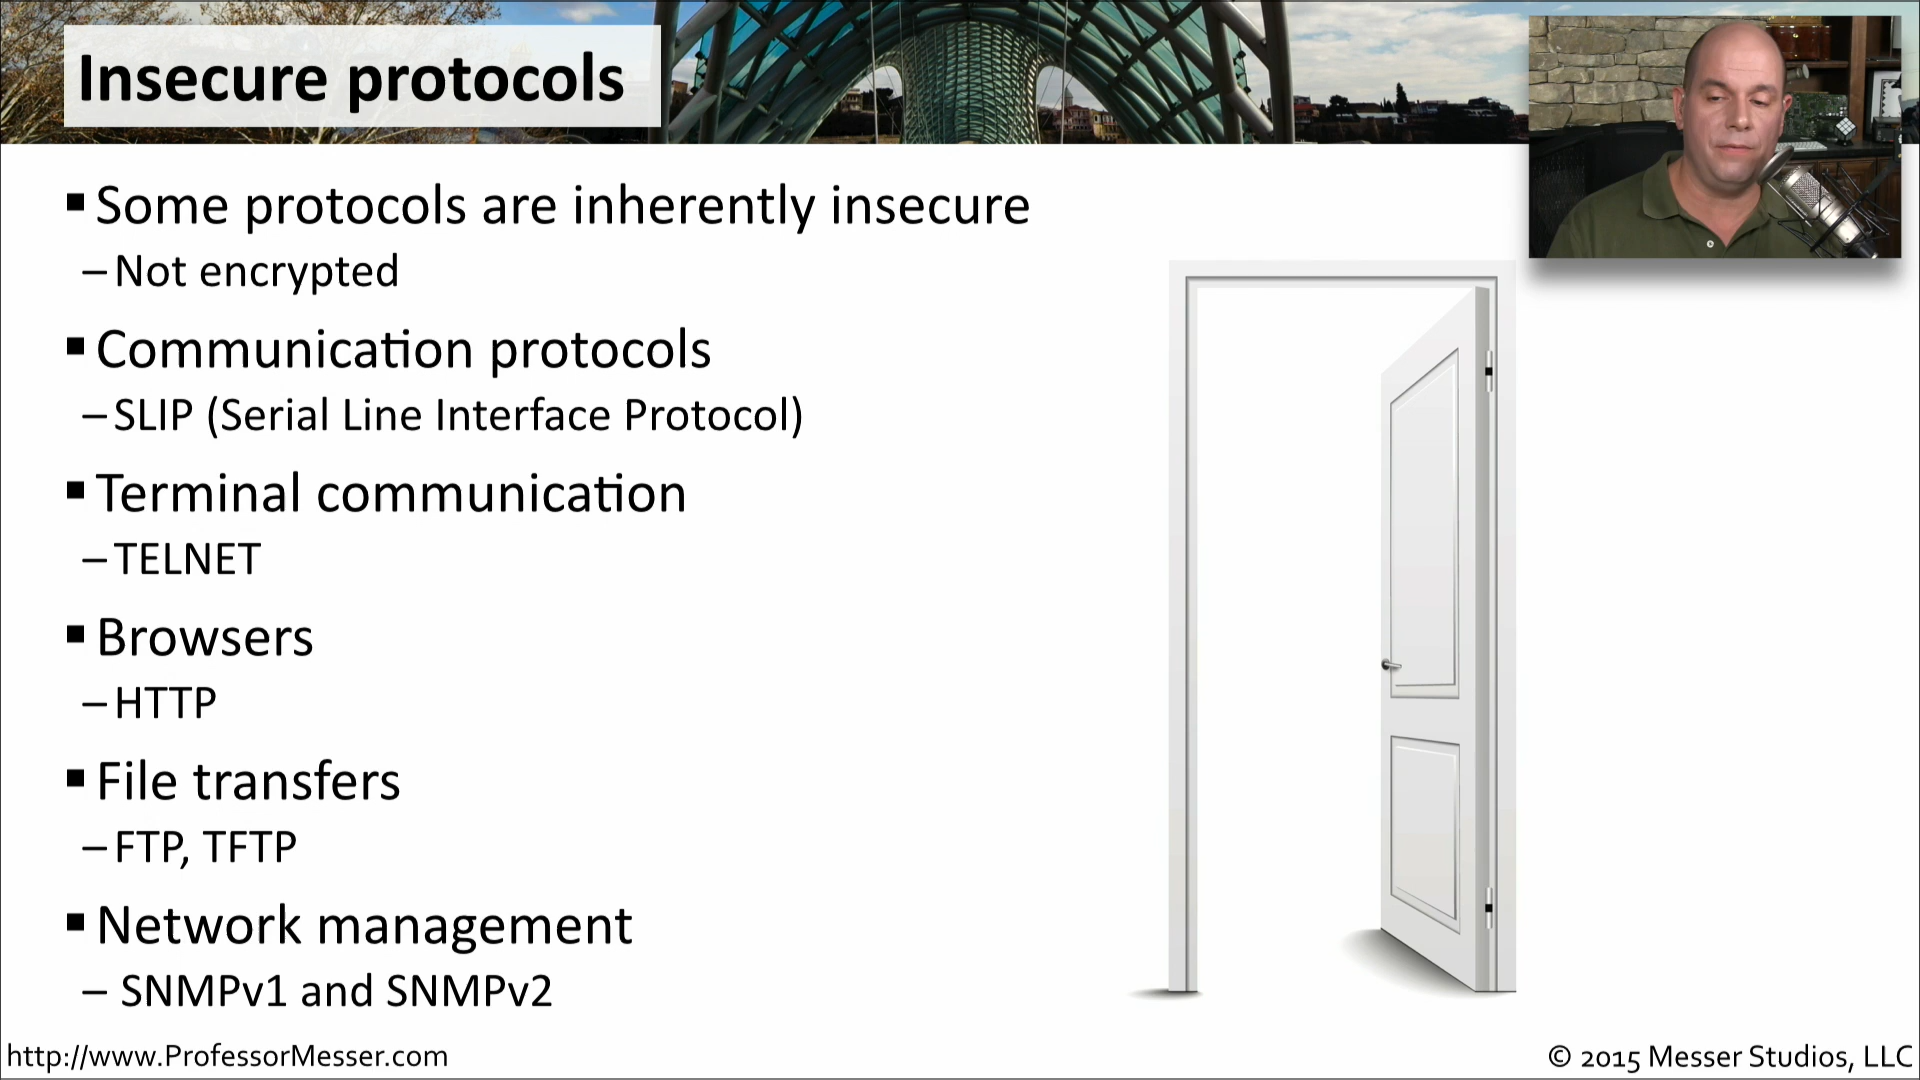 Insecure protocols
▪ Some protocols are inherently insecure
– Not encrypted
▪ Communication protocols
– SLIP (Serial Line Interface Protocol)
▪ Terminal communication
– TELNET
▪ Browsers
– HTTP
▪ File transfers
– FTP, TFTP
▪ Network management
– SNMPv1 and SNMPv2
http://www.ProfessorMesser.com
© 2015 Messer Studios, LLC